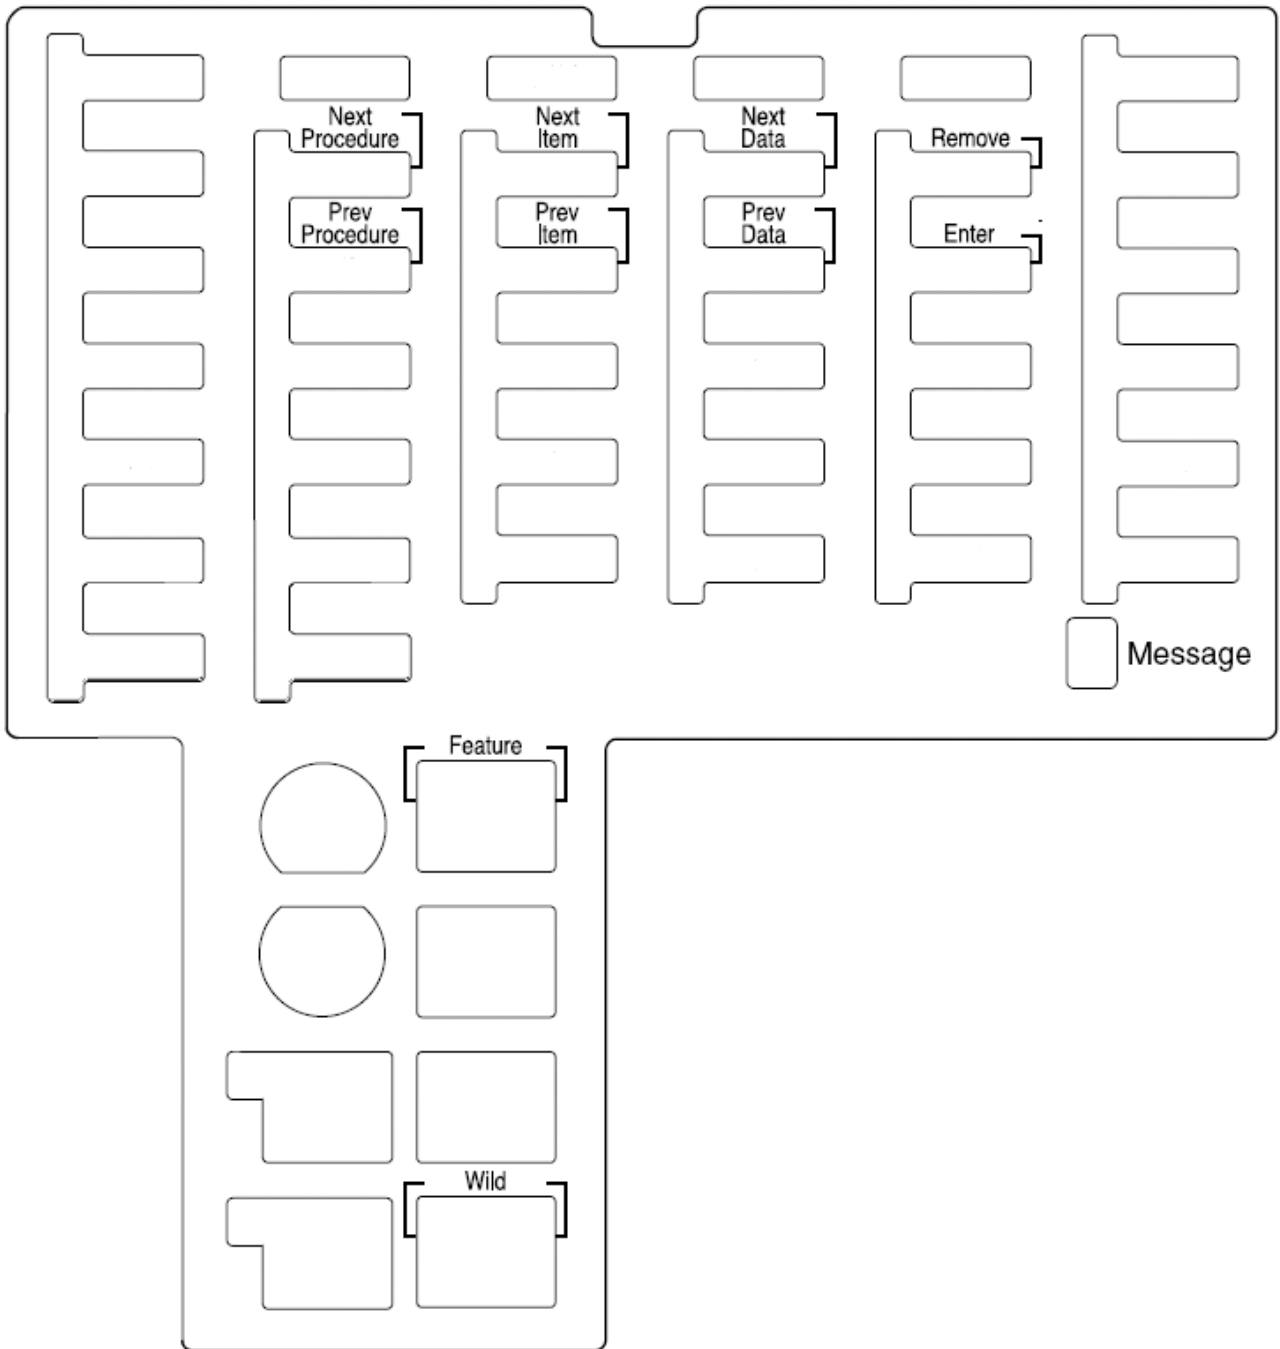 Next
Procedure
Next
Item
Next
Data
Remove
Prev
Procedure
Prev
Item
Prev
Data
Enter
Message
Feature
Wild